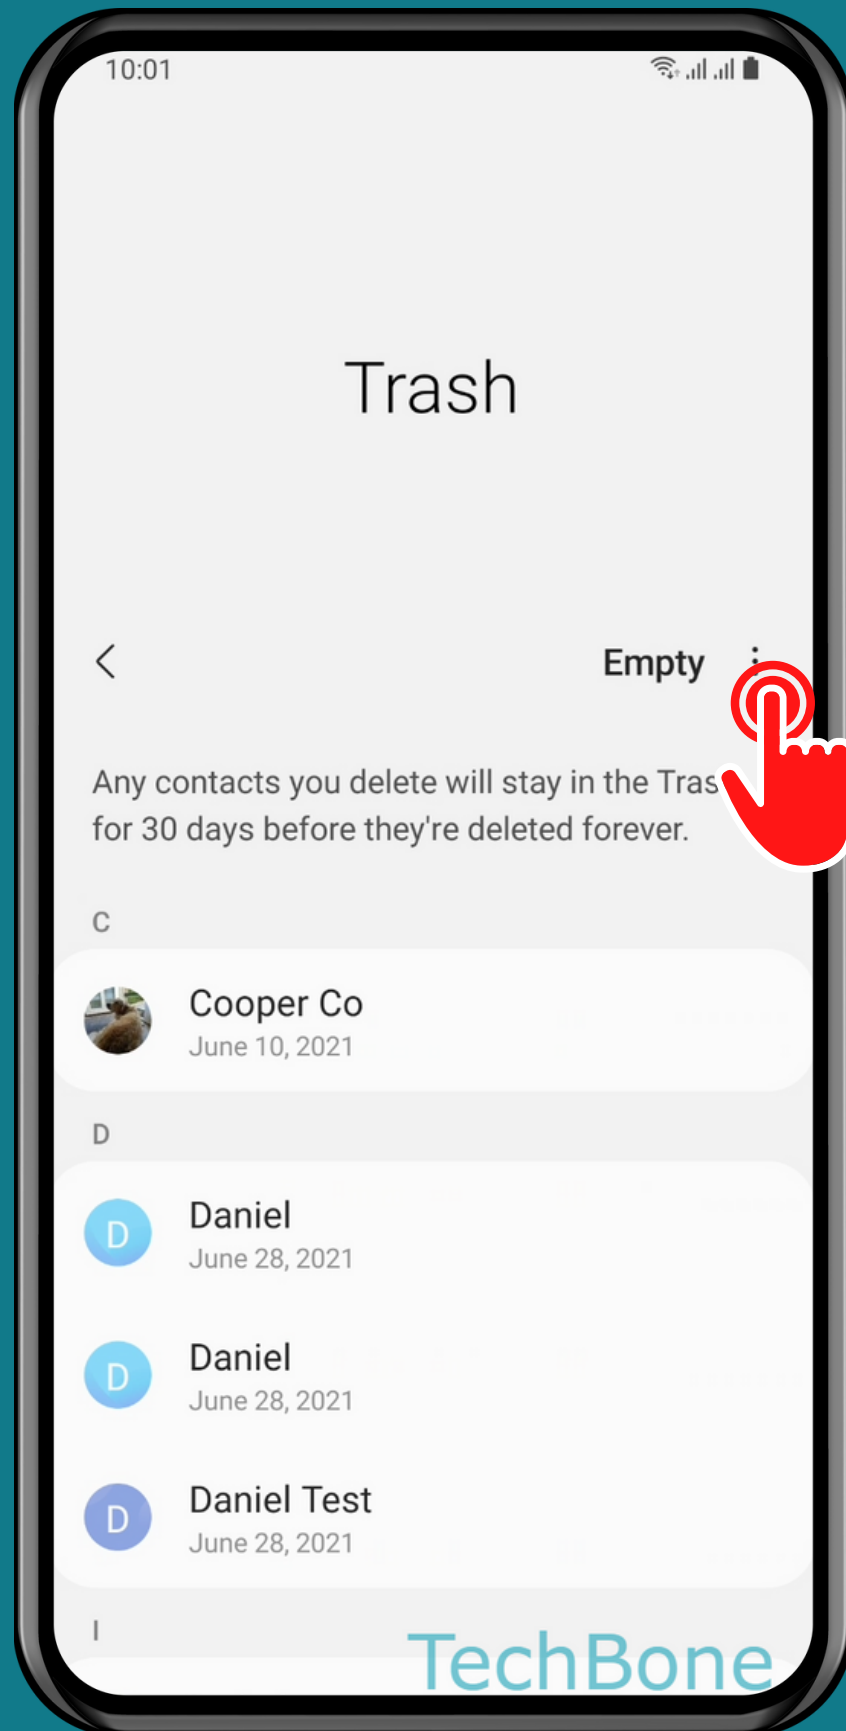 10:01
Trash
Empty
Any contacts you delete will stay in the Tras
for 30 days before they're deleted forever.
C
Cooper Co
June 10, 2021
D
D
Daniel
June 28, 2021
D
Daniel
June 28, 2021
D
Daniel Test
June 28, 2021
I
TechBone